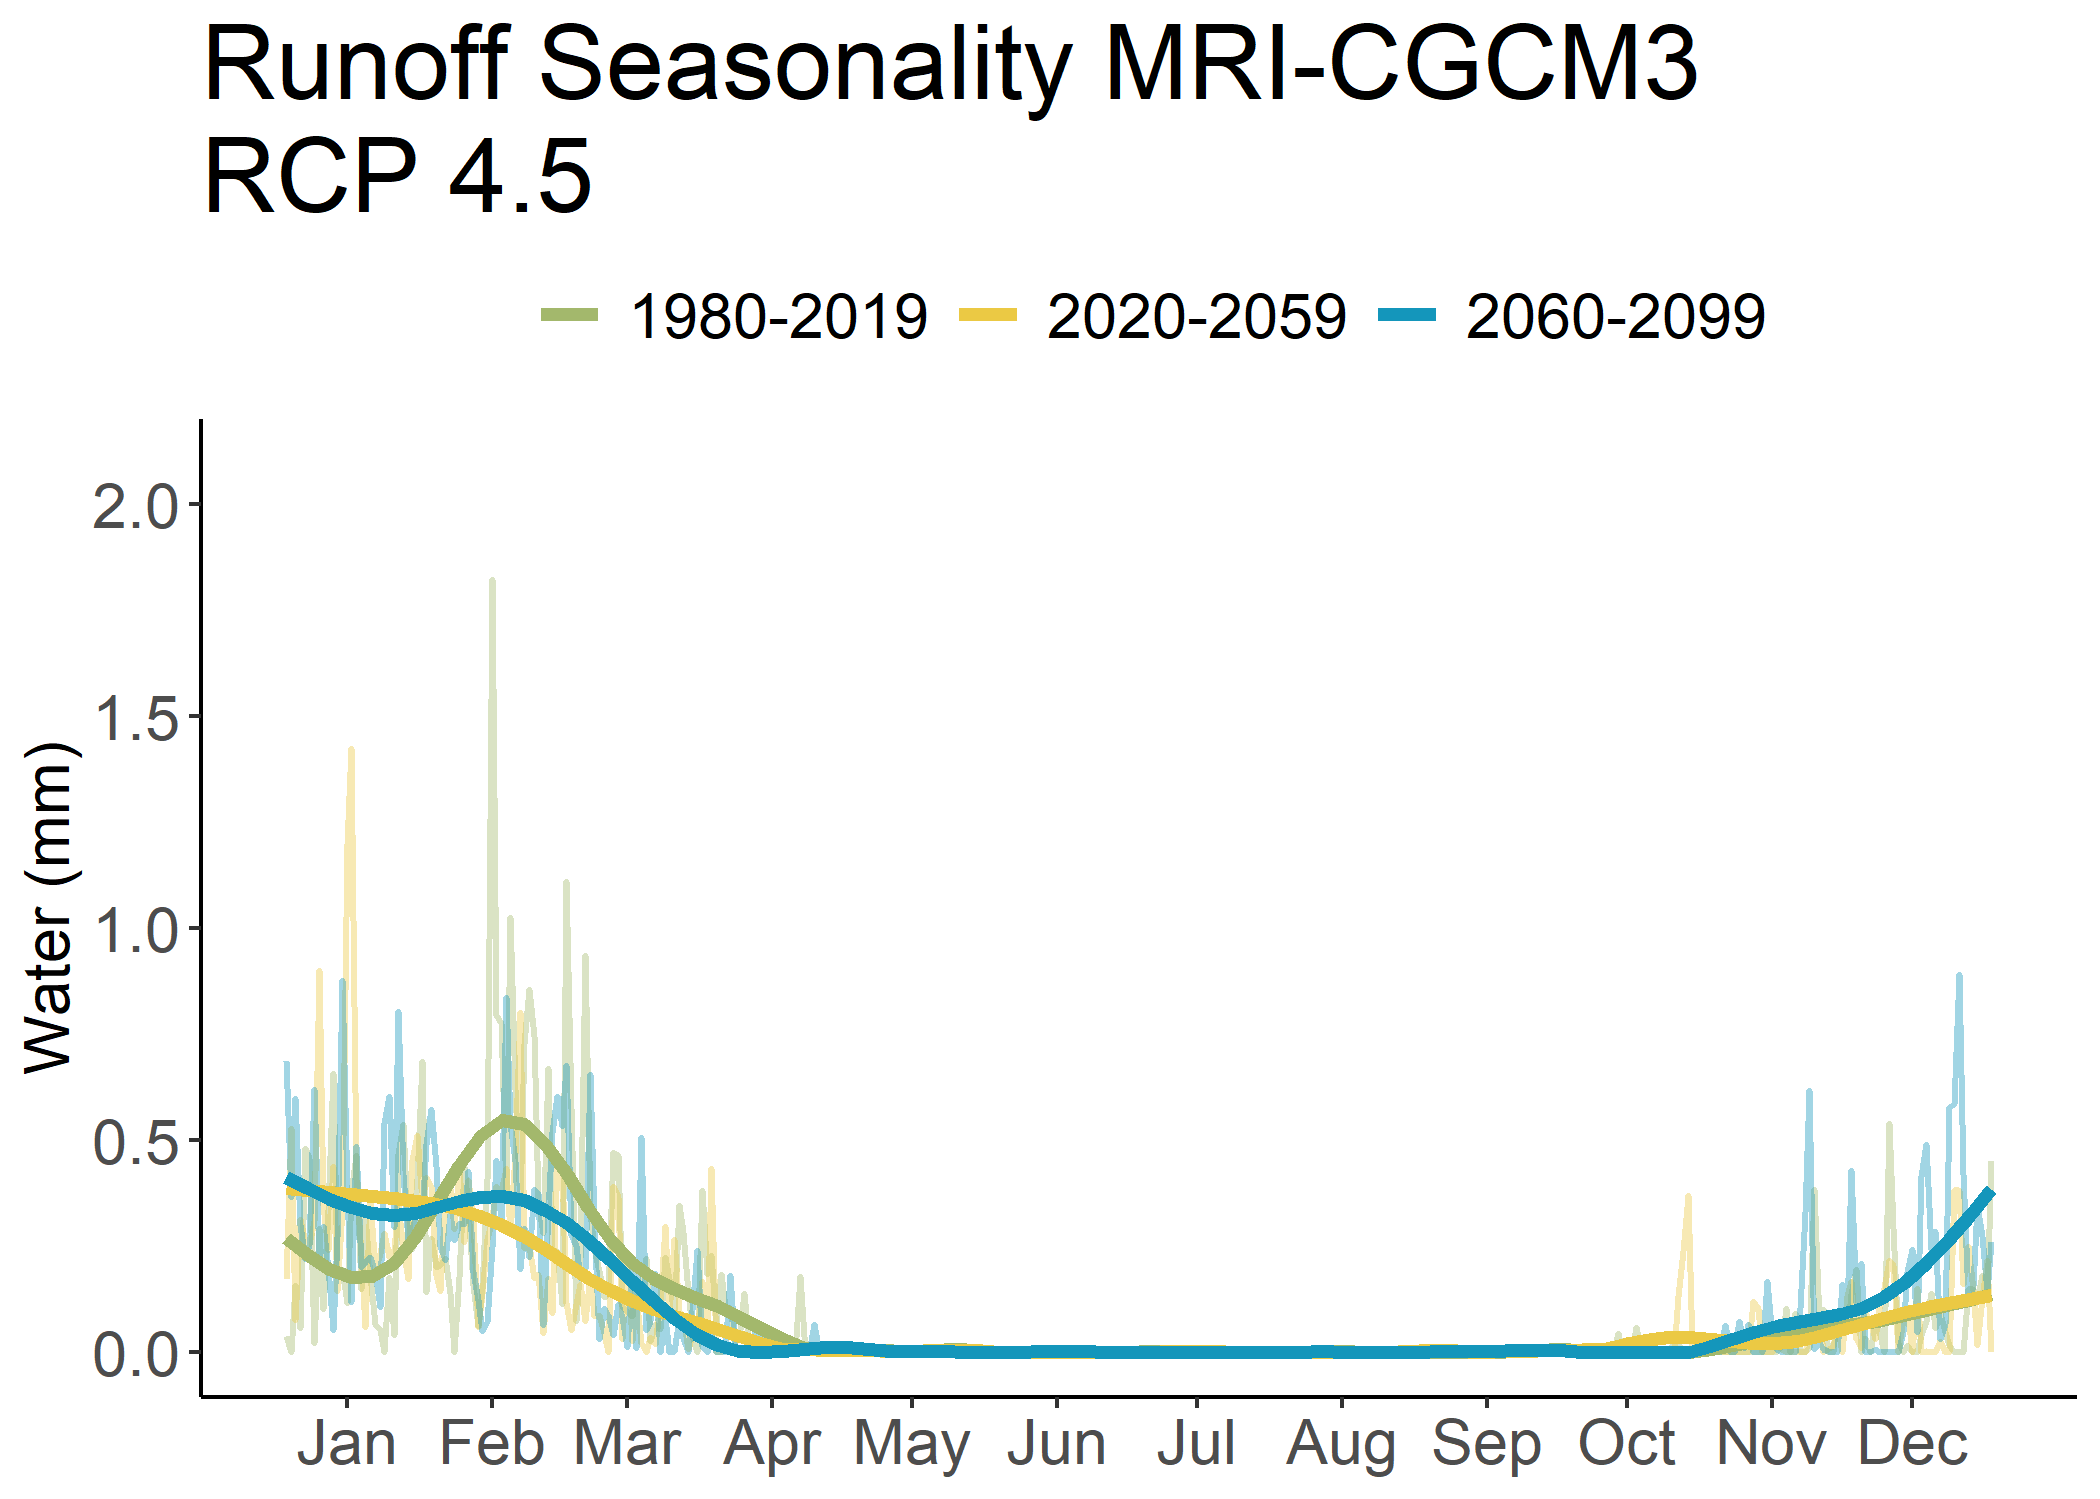 Runoff Seasonality MRI-CGCM3
RCP 4.5
1980-2019 2020-2059 2060-2099
Water (mm)
2.0
1.5
1.0
0.5
0.0
Jan Feb Mar Apr May Jun Jul Aug Sep Oct Nov Dec